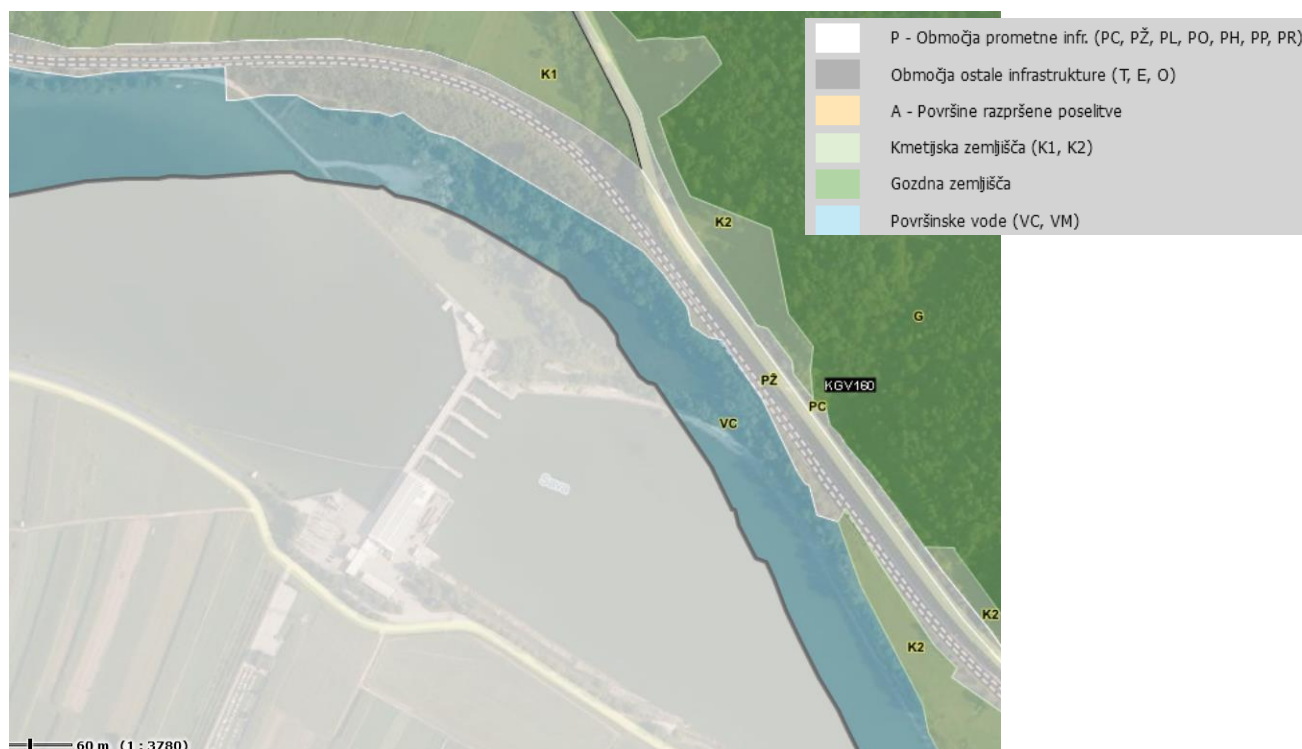 P - Območja prometne infr. (PC, PŽ, PL, PO, PH, PP, PR)
Območja ostale infrastrukture (T, E, O)
A - Površine razpršene poselitve
Kmetijska zemljišča (K1, K2)
Gozdna zemljišča
Površinske vode (VC, VM)
K1
K2
G
PŽ
KGV160
PC
VC
Sava
K2
K2
60 m (1 : 3780)